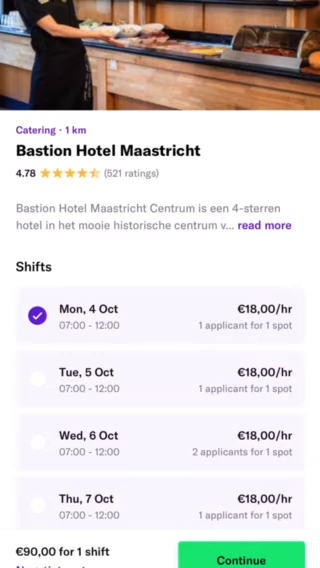 Catering · 1 km
Bastion Hotel Maastricht
4.78 (521 ratings)
Bastion Hotel Maastricht Centrum is een 4-sterren
hotel in het mooie historische centrum v... read more
Shifts
Mon, 4 Oct €18,00/hr
07:00 - 12:00 1 applicant for 1 spot
Tue, 5 Oct €18,00/hr
07:00 - 12:00 1 applicant for 1 spot
Wed, 6 Oct €18,00/hr
07:00 - 12:00 2 applicants for 1 spot
Thu, 7 Oct €18,00/hr
07:00 - 12:00 1 applicant for 1 spot
€90,00 for 1 shift
Continue